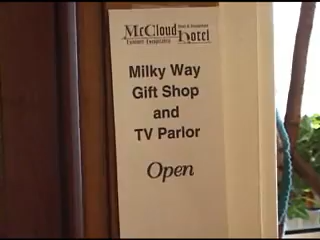 McCloud
Hotel
Milky Way
Gift Shop
and
TV Parlor
Open